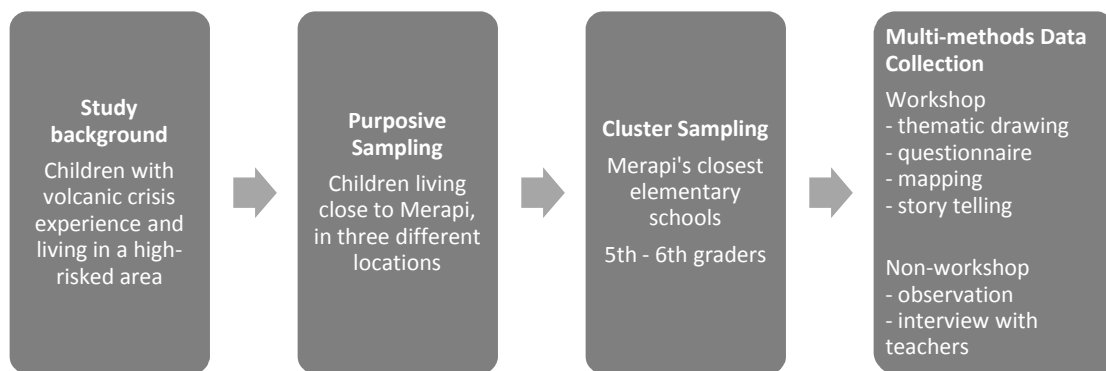 Study
background
Children with
volcanic crisis
experience and
living in a high-
risked area
Purposive
Sampling
Children living
close to Merapi,
in three different
locations
Cluster Sampling
Merapi's closest
elementary
schools
5th - 6th graders
Multi-methods Data
Collection
Workshop
- thematic drawing
- questionnaire
- mapping
- story telling
Non-workshop
- observation
- interview with
teachers